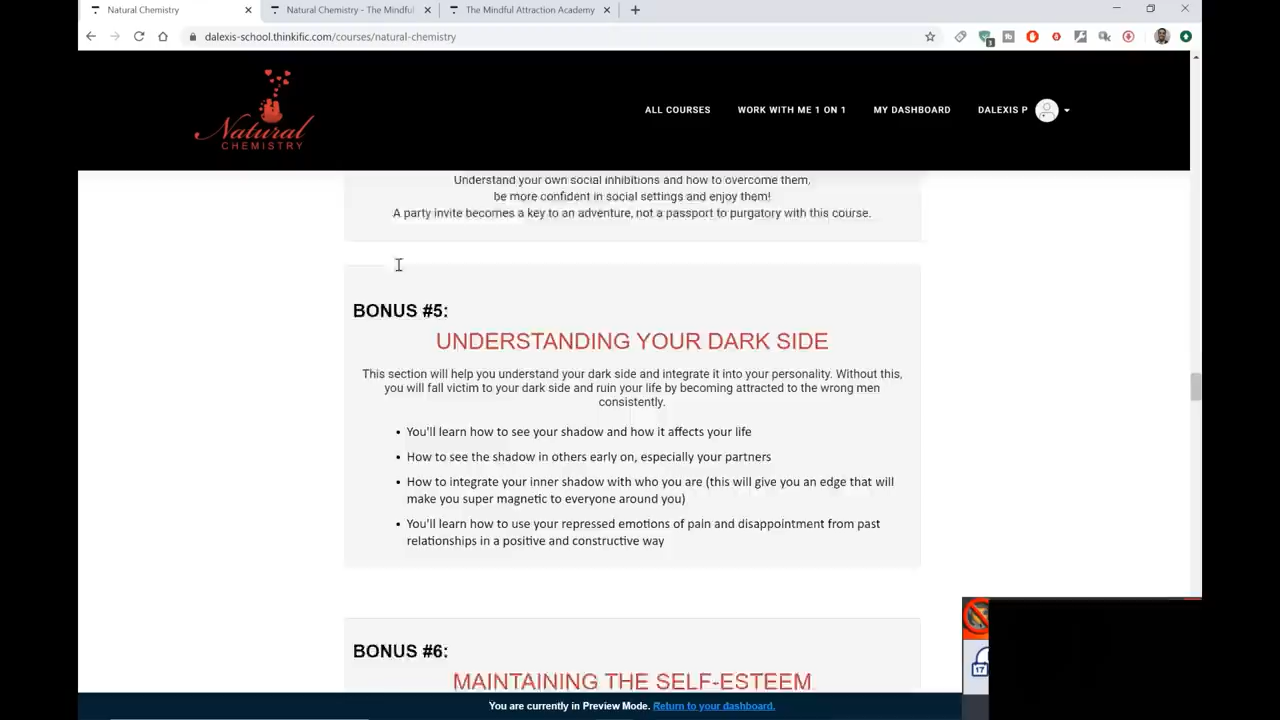 Natural Chemistry
Natural Chemistry - The Mindful
The Mindful Attraction Academy
dalexis-school.thinkific.com/courses/natural-chemistry
Natural
CHEMISTRY
ALL COURSES
WORK WITH ME 1 ON 1
MY DASHBOARD
DALEXIS P
Understand your own social inhibitions and how to overcome them,
be more confident in social settings and enjoy them!
A party invite becomes a key to an adventure, not a passport to purgatory with this course.
BONUS #5:
UNDERSTANDING YOUR DARK SIDE
This section will help you understand your dark side and integrate it into your personality. Without this,
you will fall victim to your dark side and ruin your life by becoming attracted to the wrong men
consistently.
• You'll learn how to see your shadow and how it affects your life
• How to see the shadow in others early on, especially your partners
• How to integrate your inner shadow with who you are (this will give you an edge that will
make you super magnetic to everyone around you)
• You'll learn how to use your repressed emotions of pain and disappointment from past
relationships in a positive and constructive way
BONUS #6:
MAINTAINING THE SELF-ESTEEM
17
You are currently in Preview Mode. Return to your dashboard.